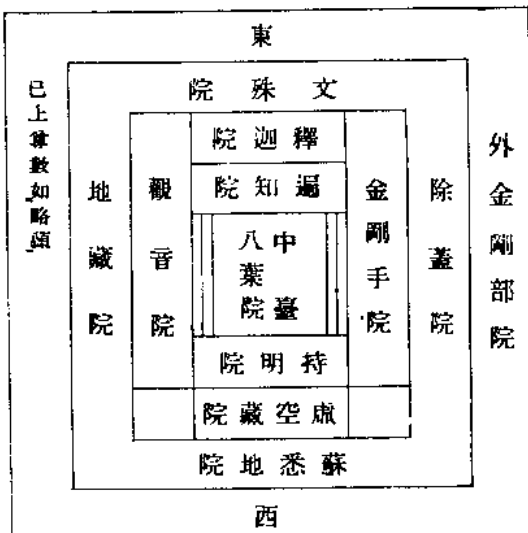 東
文殊院
釋迦院
遍知院
中臺
八葉院
持明院
虛空藏院
蘇悉地院
西
外金剛部院
除蓋院
金剛手院
觀音院
地藏院
已上算數如略頌